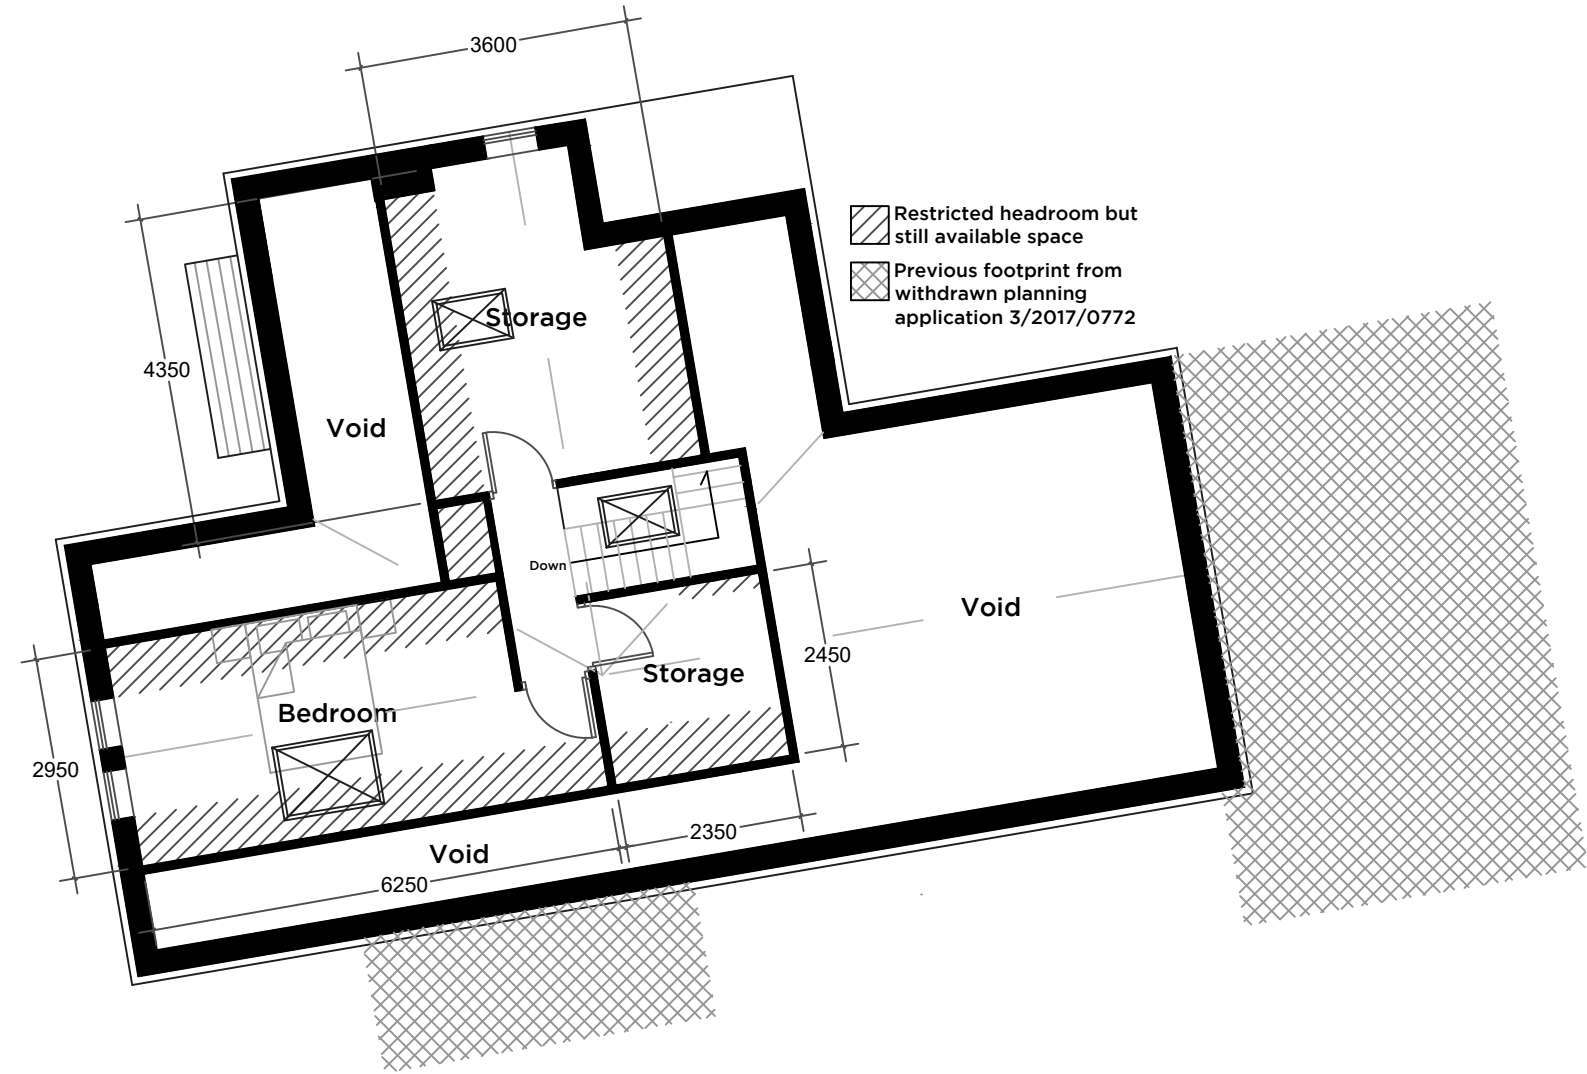 3600
Restricted headroom but
still available space
Previous footprint from
withdrawn planning
application 3/2017/0772
Storage
4350
Void
Down
Void
2450
Storage
Bedroom
2950
2350
Void
6250